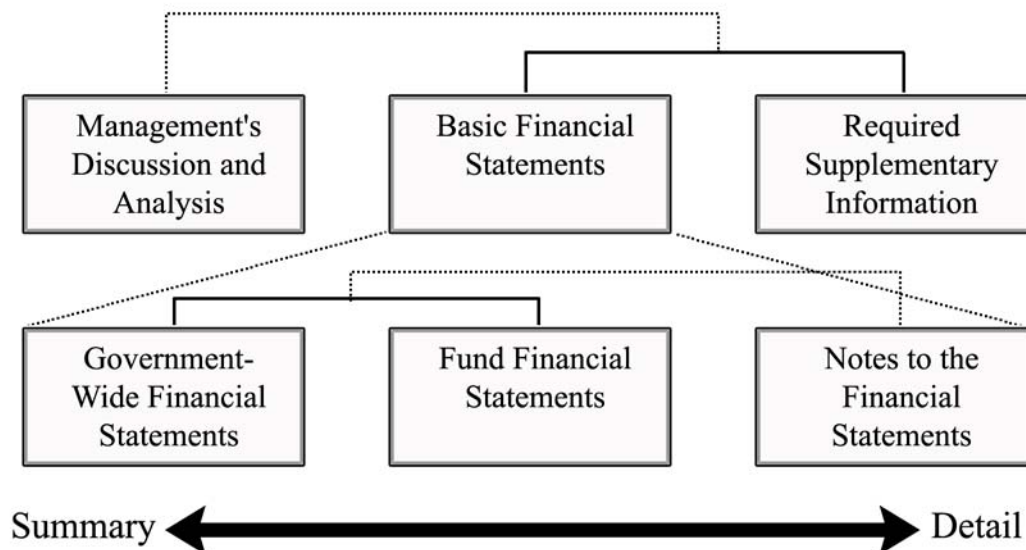 Management's
Discussion and
Analysis
Basic Financial
Statements
Required
Supplementary
Information
Government-
Wide Financial
Statements
Fund Financial
Statements
Notes to the
Financial
Statements
Summary
Detail